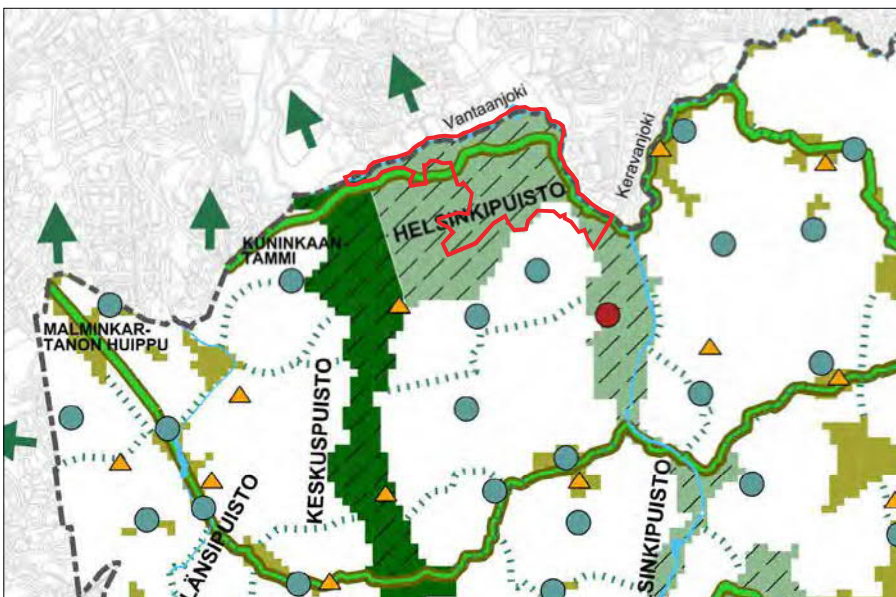 Vantaanjoki
Keravanjoki
HELSINKIPUISTO
KUNINKAAN-
TAMMI
MALMINKAR-
TANON HUIPPU
KESKUSPUISTO
LÄNSIPUISTO
SINKIPUISTO